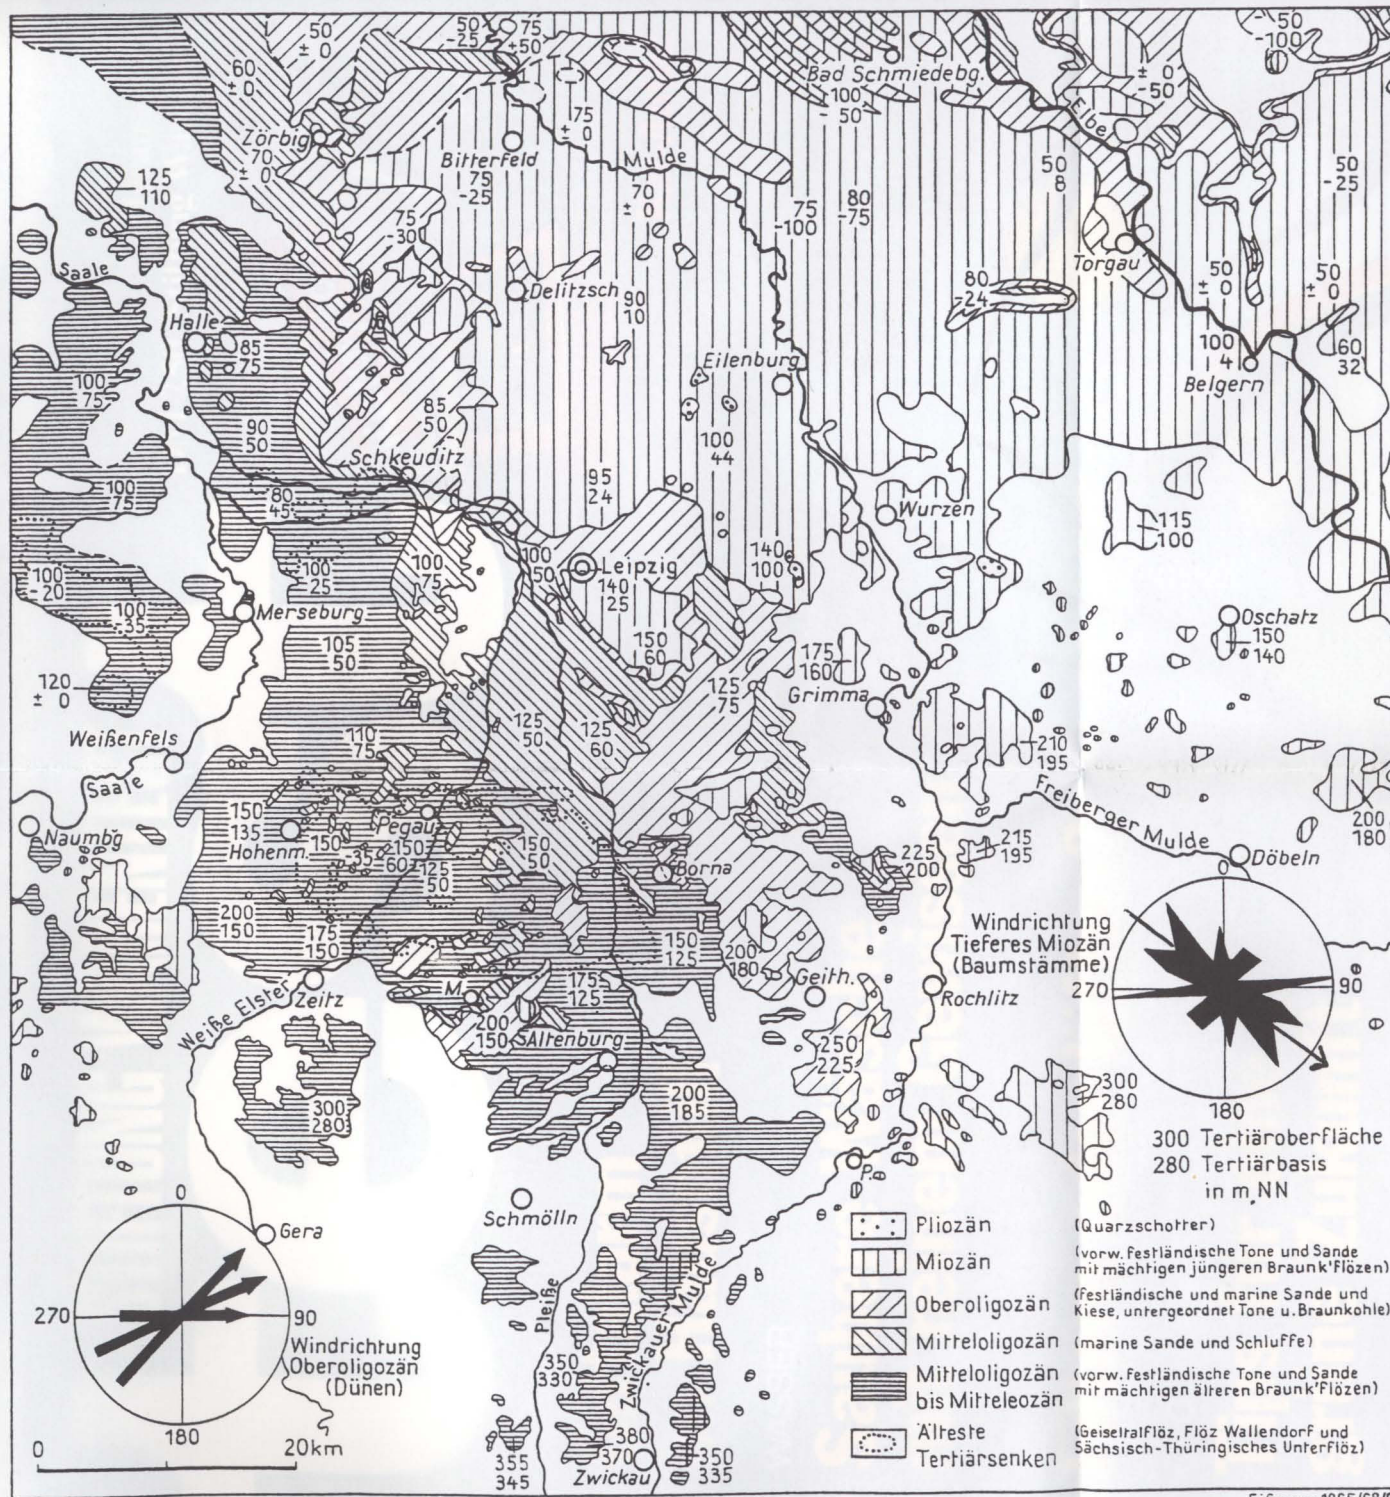 50
± 0
50
-25
75
±50
60
± 0
Bad Schmiedebg.
100
-50
± 0
-50
50
-100
Elbe
Zörbig
70
± 0
75
± 0
Bitterfeld
75
-25
Mulde
70
± 0
50
8
50
-25
125
110
75
-30
75
-100
80
-75
Saale
Torgau
Delitzsch
90
10
80
-24
50
± 0
50
± 0
Halle
85
75
Eilenburg
100
4
60
32
Belgern
100
75
90
50
85
50
100
44
Schkeuditz
100
75
80
45
95
24
Wurzen
115
100
100
-20
100
-25
100
75
100
50
Leipzig
140
25
140
100
100
-35
Merseburg
Oschatz
150
140
105
50
150
60
175
160
120
± 0
125
75
Grimma
Weißenfels
125
50
125
60
110
75
210
195
Saale
Freiberger Mulde
200
180
Naumbg
150
135
Hohenm.
150
-35
Pegau
150
60
125
50
150
50
Borna
225
200
215
195
Döbeln
200
150
175
150
150
125
200
180
Windrichtung
Tieferes Miozän
(Baumstämme)
0
270
90
180
Zeitz
Weiße Elster
M.
175
125
Geith.
Rochlitz
200
150
Altenburg
250
225
300
280
200
185
300
280
300 Tertiäroberfläche
280 Tertiärbasis
in m NN
P.
Schmölln
Gera
0
270
90
180
Windrichtung
Oberoligozän
(Dünen)
Pleiße
Zwickauer Mulde
350
330
380
370
Zwickau
355
345
350
335
Pliozän (Quarzschotter)
Miozän (vorw. festländische Tone und Sande
mit mächtigen jüngeren Braunk'flözen)
Oberoligozän (Festländische und marine Sande und
Kiese, untergeordnet Tone u. Braunkohle)
Mitteloligozän (marine Sande und Schluffe)
Mitteloligozän
bis Mitteleozän (vorw. festländische Tone und Sande
mit mächtigen älteren Braunk'flözen)
Älteste
Tertiärsenken (Geiseltalflöz, Flöz Wallendorf und
Sächsisch-Thüringisches Unterflöz)
0 20km